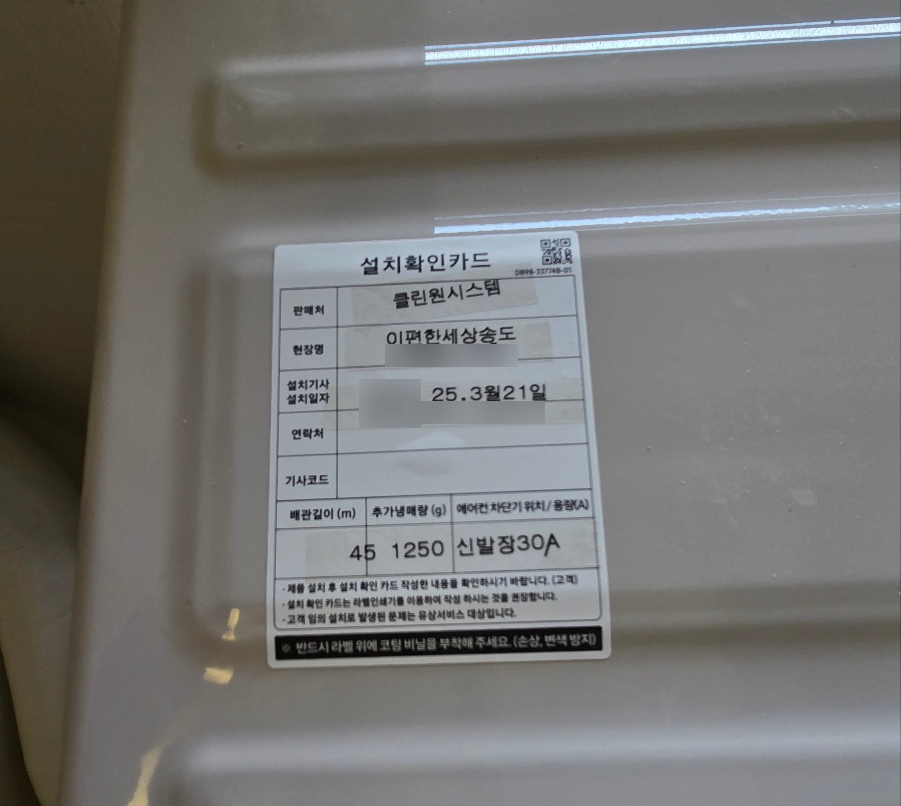 설치확인카드
DB98-33774B-01
판매처 클린원시스템
현장명 이편한세상송도
설치기사
설치일자 25.3월21일
연락처
기사코드
배관길이 (m) 추가냉매량 (g) 에어컨 차단기 위치 / 용량(A)
45 1250 신발장30A
· 제품 설치 후 설치 확인 카드 작성한 내용을 확인하시기 바랍니다. (고객)
· 설치 확인 카드는 라벨인쇄기를 이용하여 작성 하시는 것을 권장합니다.
· 고객 임의 설치로 발생된 문제는 유상서비스 대상입니다.
※ 반드시 라벨 위에 코팅 비닐을 부착해 주세요. (손상, 변색 방지)